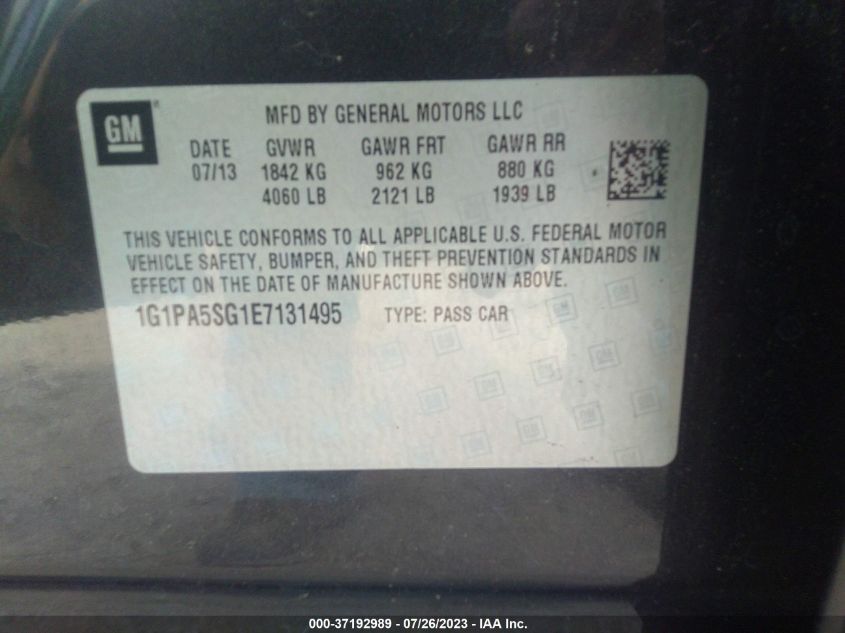 GM
MFD BY GENERAL MOTORS LLC
DATE GVWR GAWR FRT GAWR RR
07/13 1842 KG 962 KG 880 KG
4060 LB 2121 LB 1939 LB
THIS VEHICLE CONFORMS TO ALL APPLICABLE U.S. FEDERAL MOTOR
VEHICLE SAFETY, BUMPER, AND THEFT PREVENTION STANDARDS IN
EFFECT ON THE DATE OF MANUFACTURE SHOWN ABOVE.
1G1PA5SG1E7131495 TYPE: PASS CAR
000-37192989 - 07/26/2023 - IAA Inc.